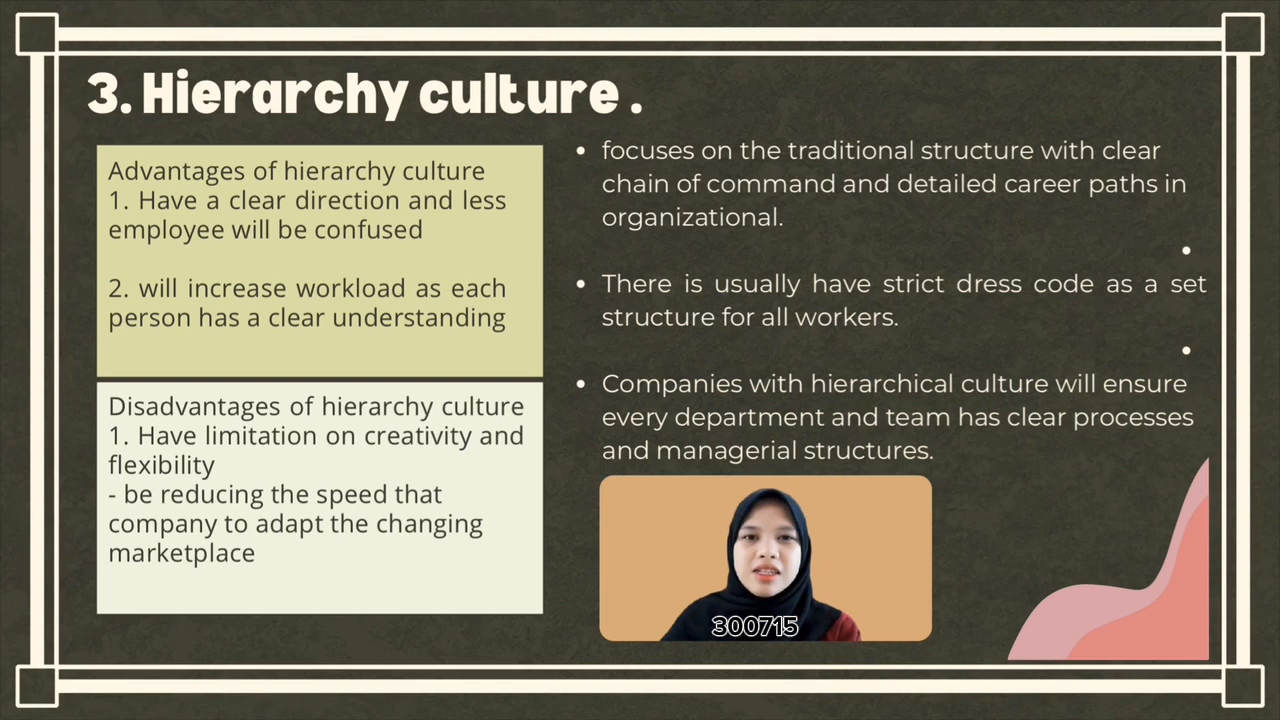 3. Hierarchy culture .
Advantages of hierarchy culture
1. Have a clear direction and less
employee will be confused
2. will increase workload as each
person has a clear understanding
Disadvantages of hierarchy culture
1. Have limitation on creativity and
flexibility
- be reducing the speed that
company to adapt the changing
marketplace
• focuses on the traditional structure with clear
chain of command and detailed career paths in
organizational.
•
• There is usually have strict dress code as a set
structure for all workers.
•
• Companies with hierarchical culture will ensure
every department and team has clear processes
and managerial structures.
300715